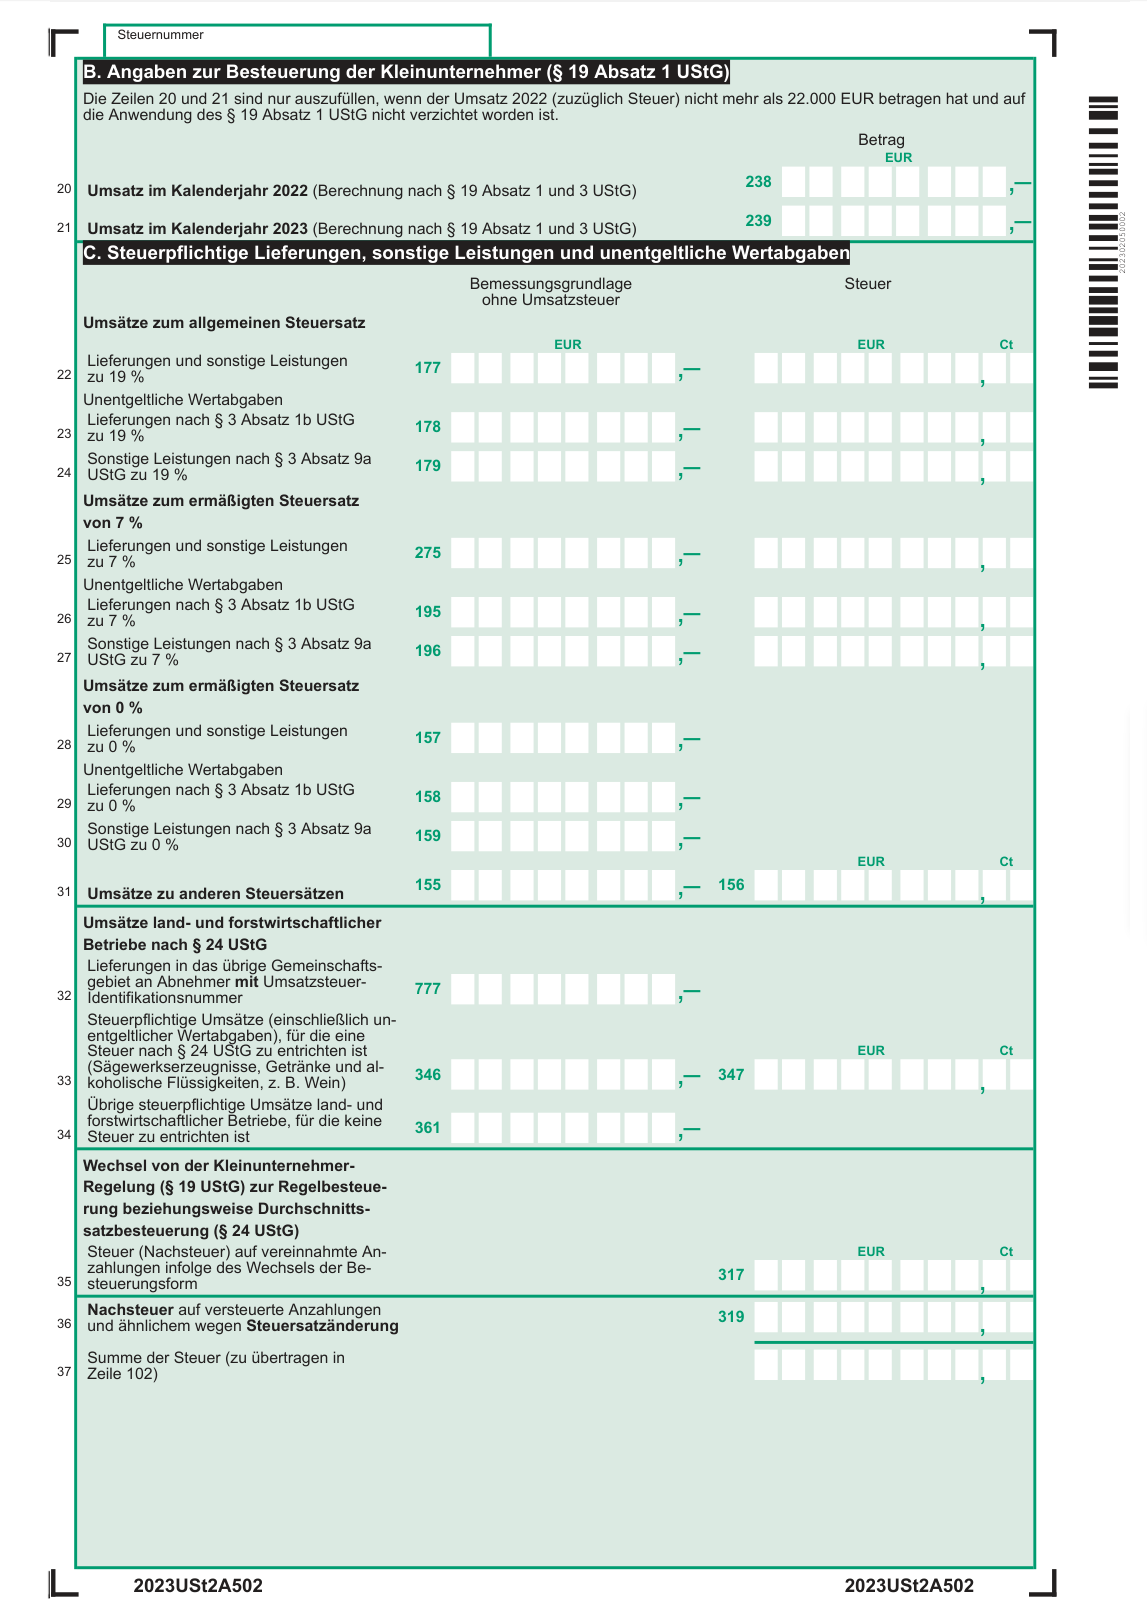 Steuernummer
B. Angaben zur Besteuerung der Kleinunternehmer (§ 19 Absatz 1 UStG)
Die Zeilen 20 und 21 sind nur auszufüllen, wenn der Umsatz 2022 (zuzüglich Steuer) nicht mehr als 22.000 EUR betragen hat und auf
die Anwendung des § 19 Absatz 1 UStG nicht verzichtet worden ist.
Betrag
EUR
20 Umsatz im Kalenderjahr 2022 (Berechnung nach § 19 Absatz 1 und 3 UStG) 238 ,—
21 Umsatz im Kalenderjahr 2023 (Berechnung nach § 19 Absatz 1 und 3 UStG) 239 ,—
202302050002
C. Steuerpflichtige Lieferungen, sonstige Leistungen und unentgeltliche Wertabgaben
Bemessungsgrundlage Steuer
ohne Umsatzsteuer
Umsätze zum allgemeinen Steuersatz
EUR EUR Ct
Lieferungen und sonstige Leistungen
22 zu 19 % 177 ,— ,
Unentgeltliche Wertabgaben
Lieferungen nach § 3 Absatz 1b UStG
23 zu 19 % 178 ,— ,
Sonstige Leistungen nach § 3 Absatz 9a
24 UStG zu 19 % 179 ,— ,
Umsätze zum ermäßigten Steuersatz
von 7 %
Lieferungen und sonstige Leistungen
25 zu 7 % 275 ,— ,
Unentgeltliche Wertabgaben
Lieferungen nach § 3 Absatz 1b UStG
26 zu 7 % 195 ,— ,
Sonstige Leistungen nach § 3 Absatz 9a
27 UStG zu 7 % 196 ,— ,
Umsätze zum ermäßigten Steuersatz
von 0 %
Lieferungen und sonstige Leistungen
28 zu 0 % 157 ,—
Unentgeltliche Wertabgaben
Lieferungen nach § 3 Absatz 1b UStG
29 zu 0 % 158 ,—
Sonstige Leistungen nach § 3 Absatz 9a
30 UStG zu 0 % 159 ,—
EUR Ct
31 Umsätze zu anderen Steuersätzen 155 ,— 156 ,
Umsätze land- und forstwirtschaftlicher
Betriebe nach § 24 UStG
Lieferungen in das übrige Gemeinschafts-
gebiet an Abnehmer mit Umsatzsteuer-
32 Identifikationsnummer 777 ,—
Steuerpflichtige Umsätze (einschließlich un-
entgeltlicher Wertabgaben), für die eine
Steuer nach § 24 UStG zu entrichten ist EUR Ct
(Sägewerkserzeugnisse, Getränke und al-
33 koholische Flüssigkeiten, z. B. Wein) 346 ,— 347 ,
Übrige steuerpflichtige Umsätze land- und
forstwirtschaftlicher Betriebe, für die keine
34 Steuer zu entrichten ist 361 ,—
Wechsel von der Kleinunternehmer-
Regelung (§ 19 UStG) zur Regelbesteue-
rung beziehungsweise Durchschnitts-
satzbesteuerung (§ 24 UStG)
Steuer (Nachsteuer) auf vereinnahmte An- EUR Ct
zahlungen infolge des Wechsels der Be-
35 steuerungsform 317 ,
Nachsteuer auf versteuerte Anzahlungen
36 und ähnlichem wegen Steuersatzänderung 319 ,
Summe der Steuer (zu übertragen in
37 Zeile 102) ,
2023USt2A502 2023USt2A502